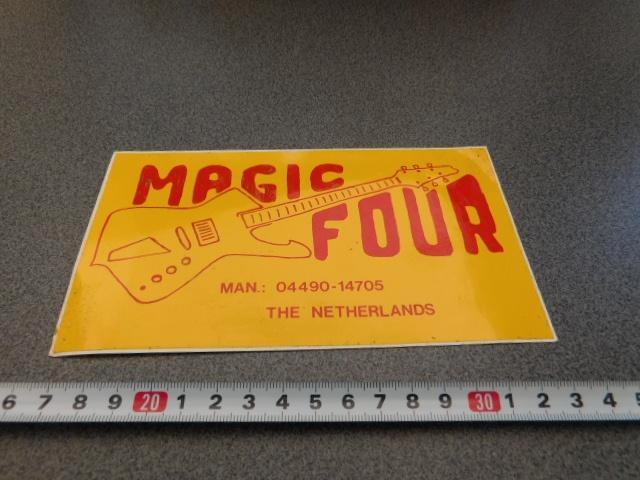 MAGIC
FOUR
MAN.: 04490-14705
THE NETHERLANDS
6 7 8 9 20 1 2 3 4 5 6 7 8 9 30 1 2 3 4 5